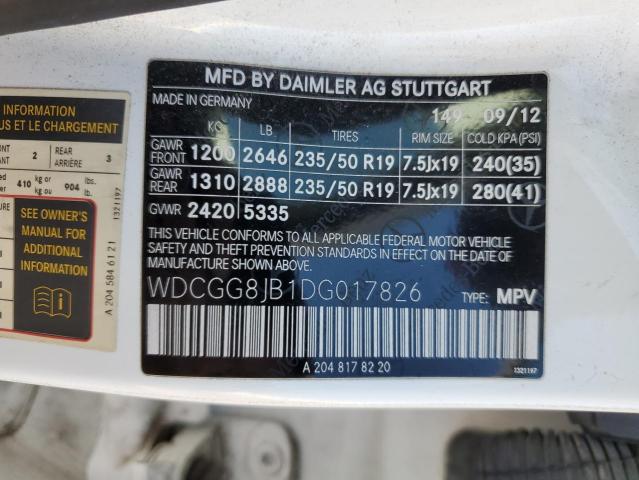 INFORMATION
US ET LE CHARGEMENT
ANT 2 REAR ARRIÈRE 3
410 kg or kg ou 904 lbs. lb.
SEE OWNER'S
MANUAL FOR
ADDITIONAL
INFORMATION
1321197
A 204 584 61 21
MFD BY DAIMLER AG STUTTGART
MADE IN GERMANY 149 09/12
KG LB TIRES RIM SIZE COLD KPA(PSI)
GAWR FRONT 1200 2646 235/50 R19 7.5Jx19 240(35)
GAWR REAR 1310 2888 235/50 R19 7.5Jx19 280(41)
GVWR 2420 5335
THIS VEHICLE CONFORMS TO ALL APPLICABLE FEDERAL MOTOR VEHICLE
SAFETY AND THEFT PREVENTION STANDARDS IN EFFECT ON THE DATE OF
MANUFACTURE SHOWN ABOVE.
WDCGG8JB1DG017826 TYPE: MPV
A 204 817 82 20
1321197